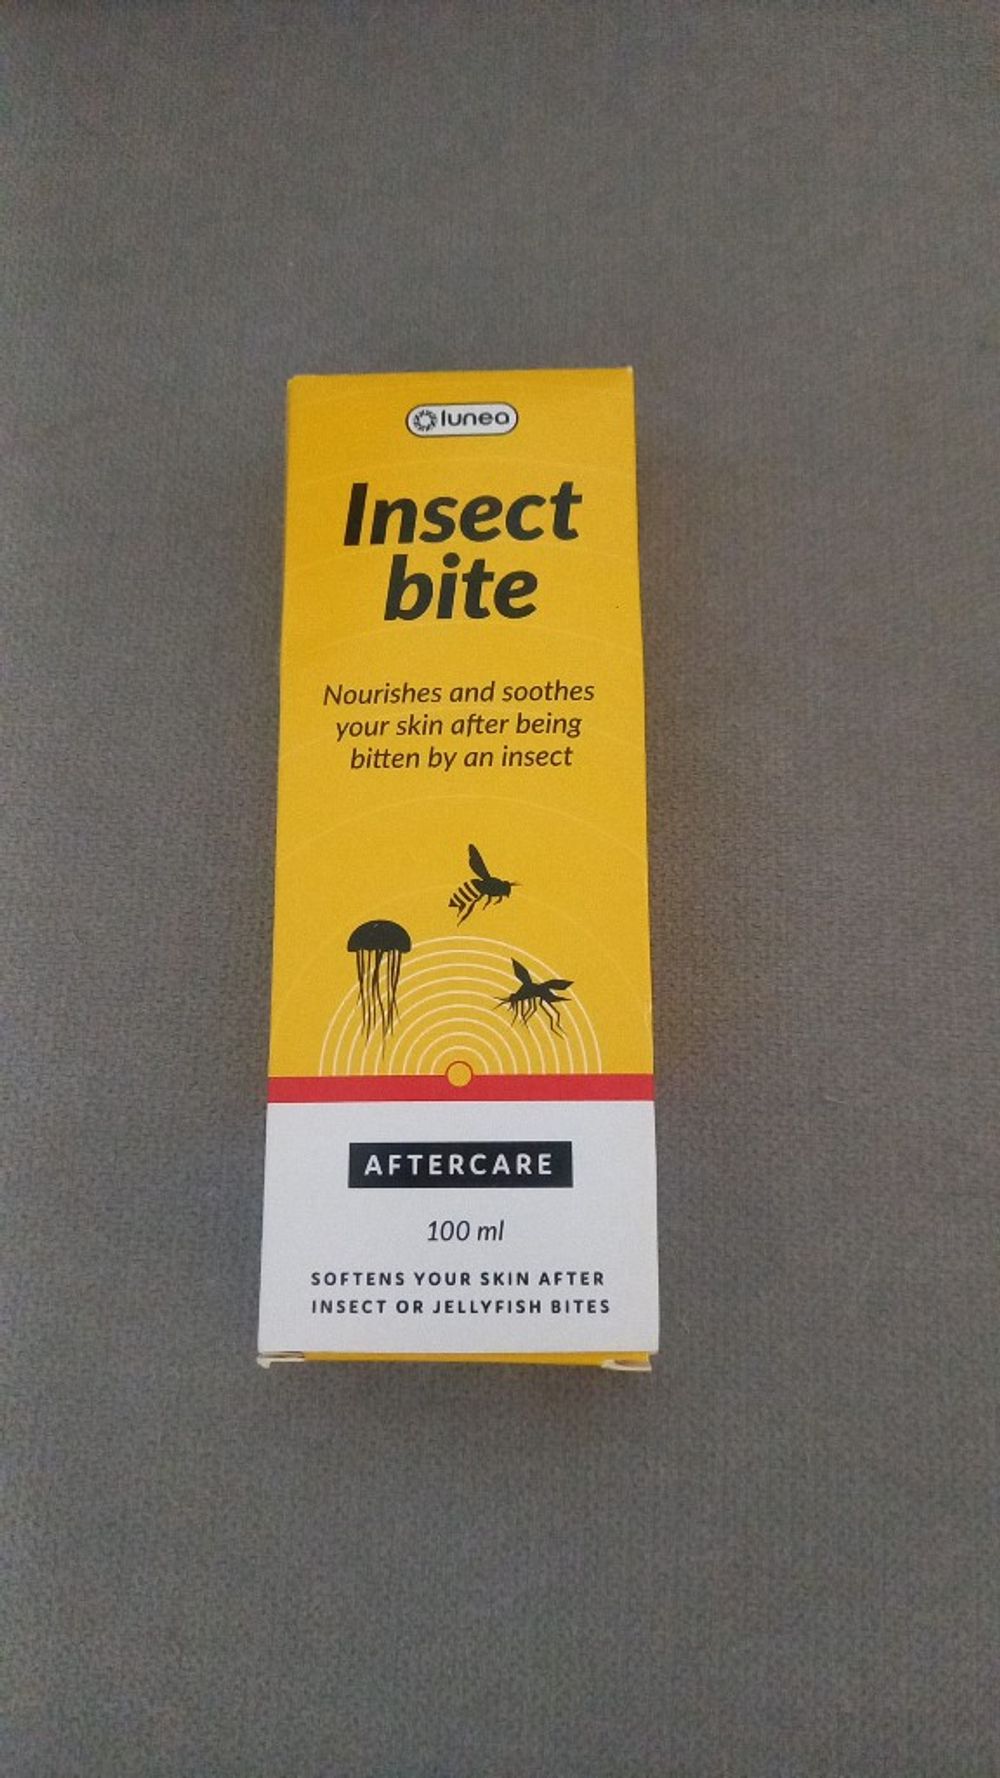 lunea
Insect
bite
Nourishes and soothes
your skin after being
bitten by an insect
AFTERCARE
100 ml
SOFTENS YOUR SKIN AFTER
INSECT OR JELLYFISH BITES